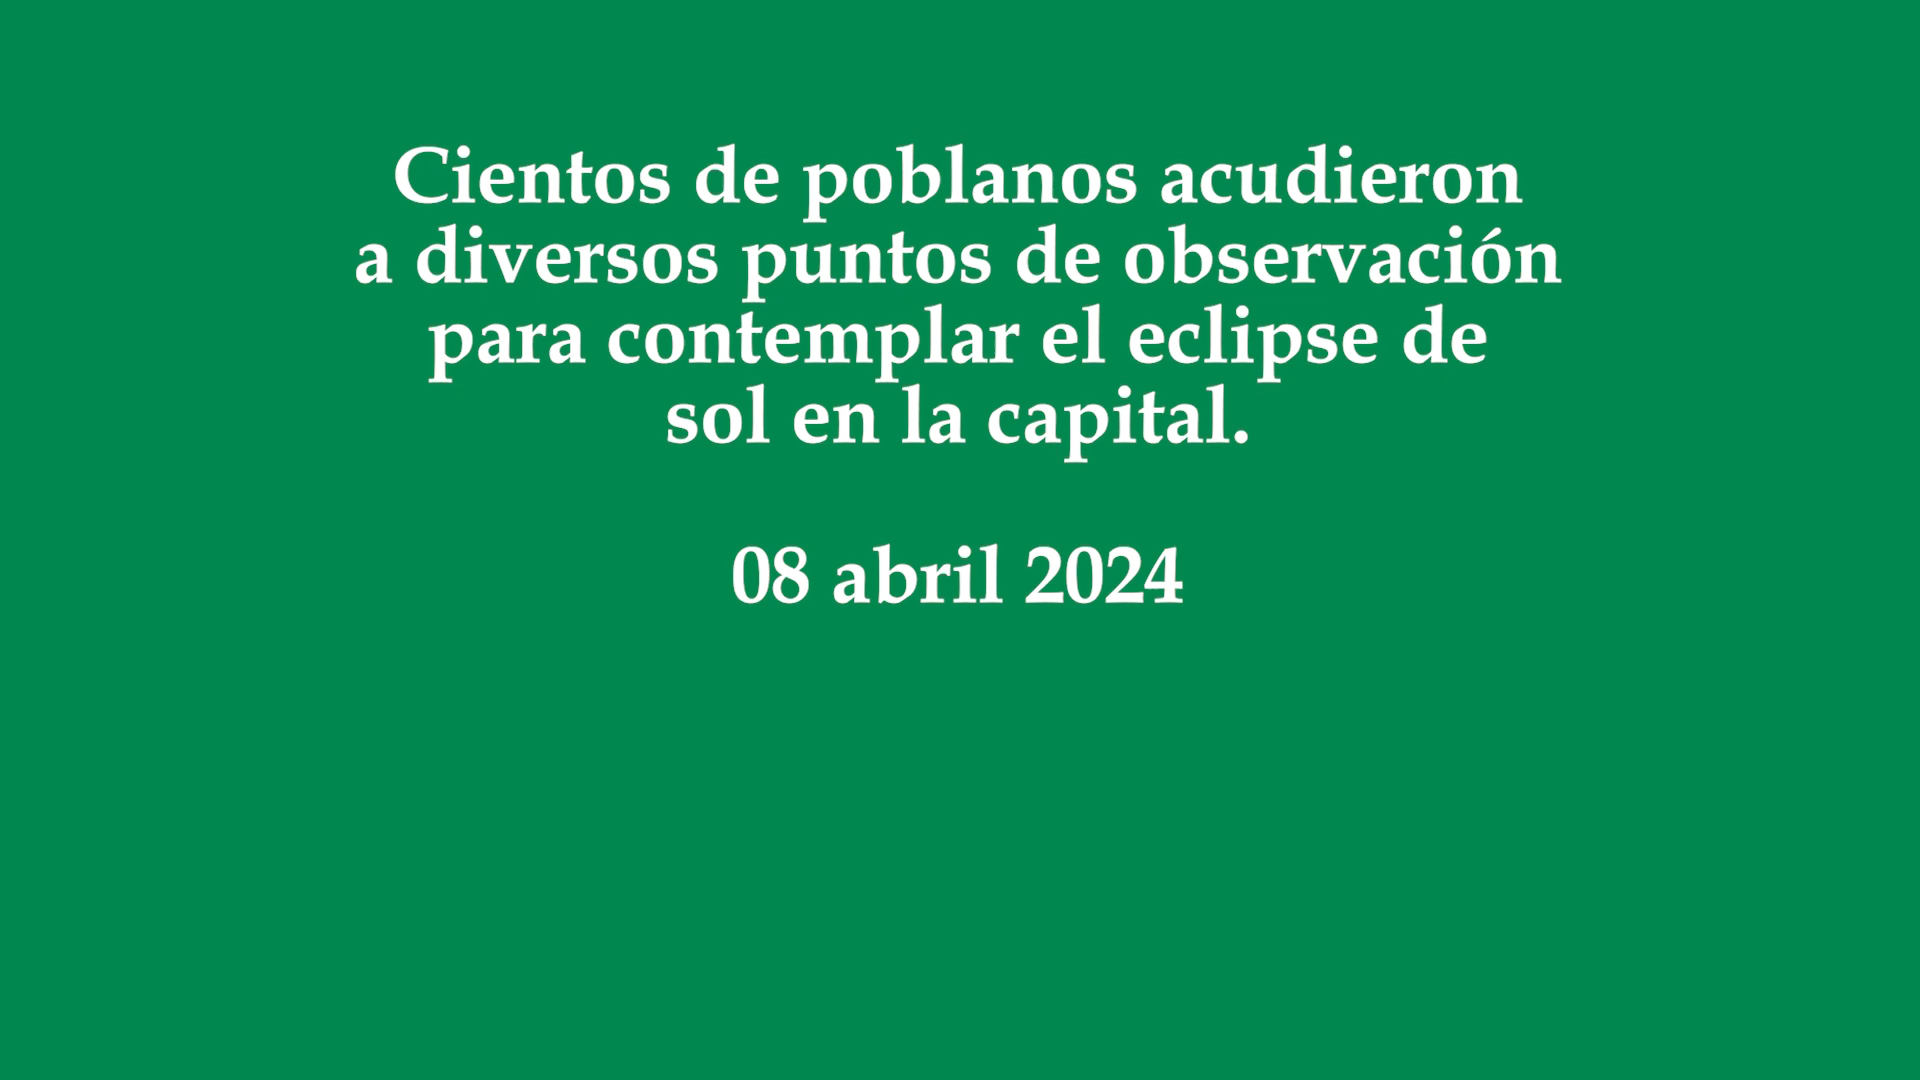 Cientos de poblanos acudieron
a diversos puntos de observación
para contemplar el eclipse de
sol en la capital.
08 abril 2024